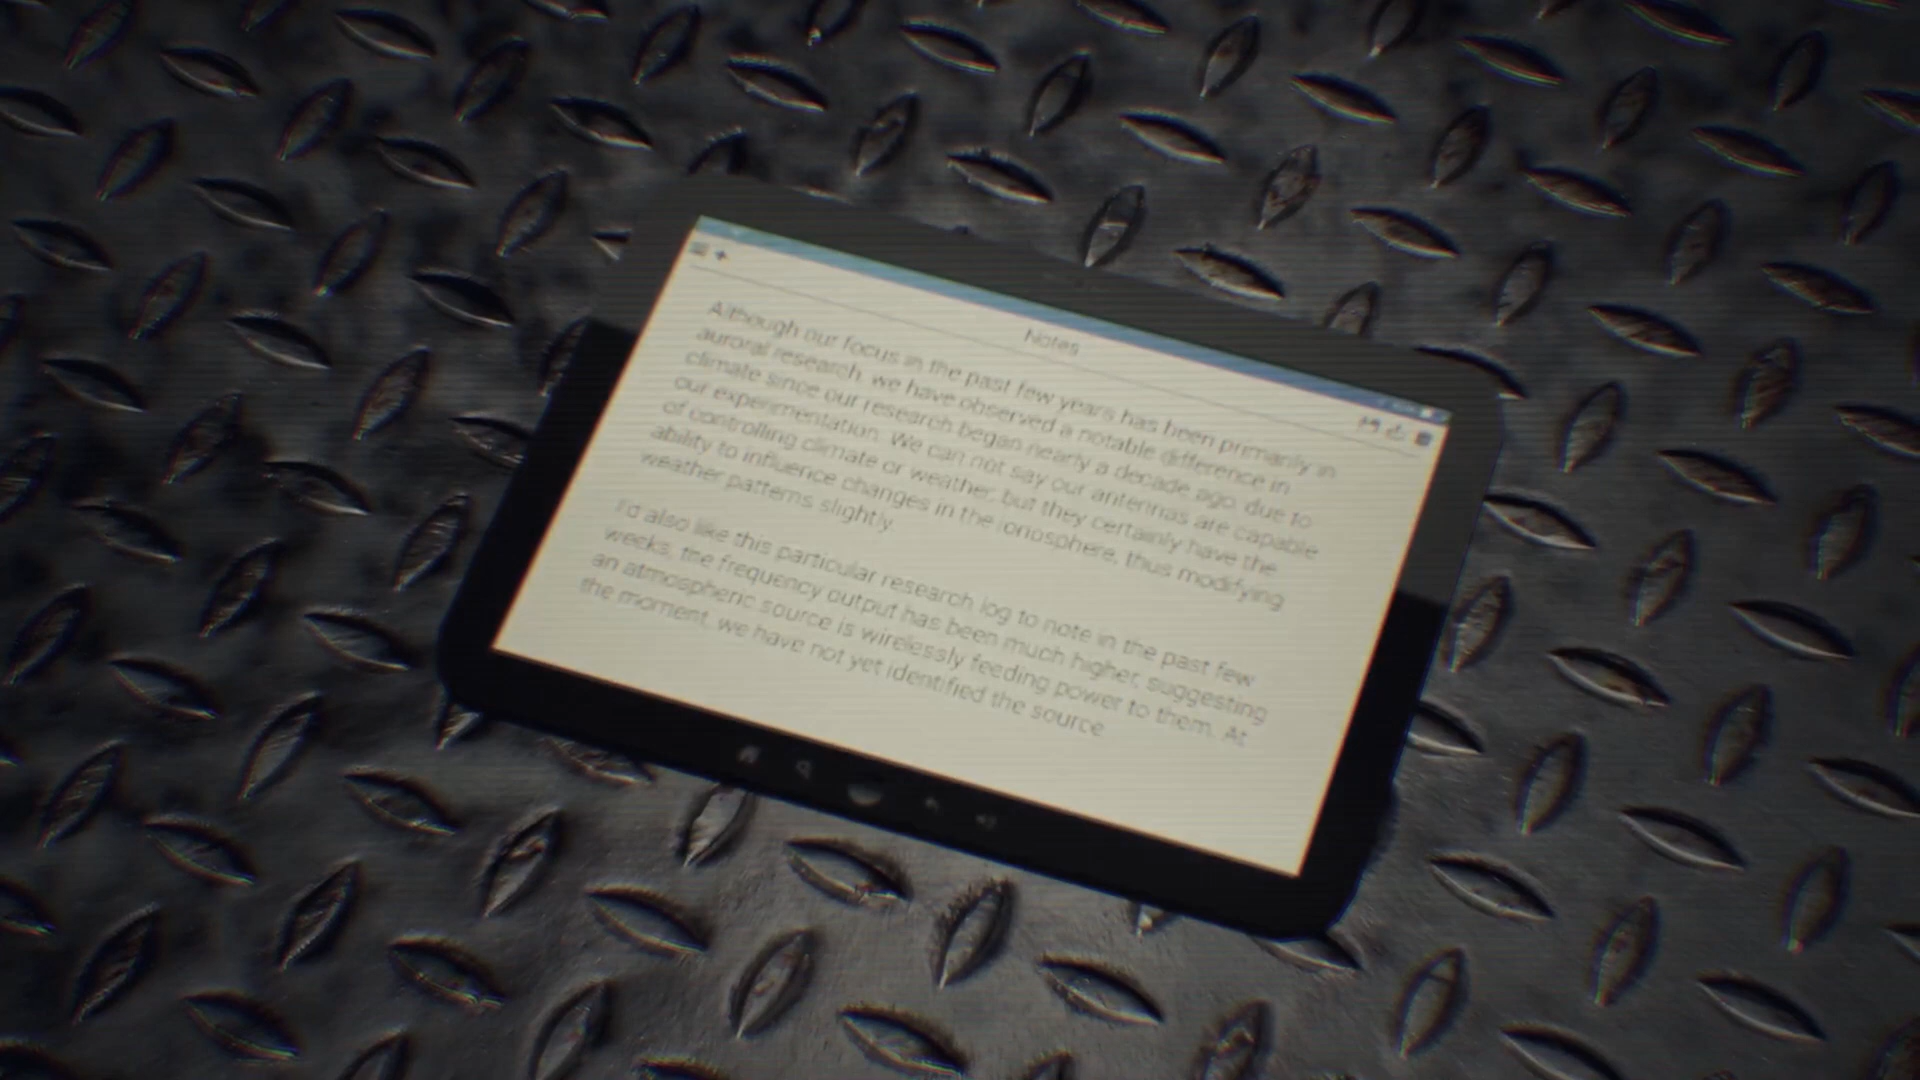 Notes
Although our focus in the past few years has been primarily in
auroral research, we have observed a notable difference in
climate since our research began nearly a decade ago, due to
our experimentation. We can not say our antennas are capable
of controlling climate or weather, but they certainly have the
ability to influence changes in the ionosphere, thus modifying
weather patterns slightly.
I'd also like this particular research log to note in the past few
weeks, the frequency output has been much higher, suggesting
an atmospheric source is wirelessly feeding power to them. At
the moment, we have not yet identified the source